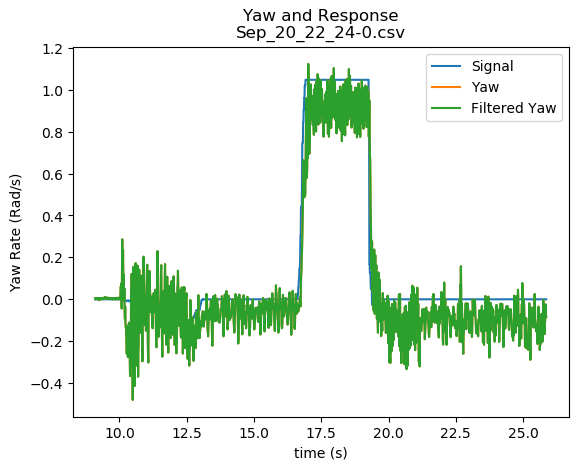 Yaw and Response
Sep_20_22_24-0.csv
Signal
Yaw
Filtered Yaw
Yaw Rate (Rad/s)
1.2
1.0
0.8
0.6
0.4
0.2
0.0
−0.2
−0.4
10.0 12.5 15.0 17.5 20.0 22.5 25.0
time (s)